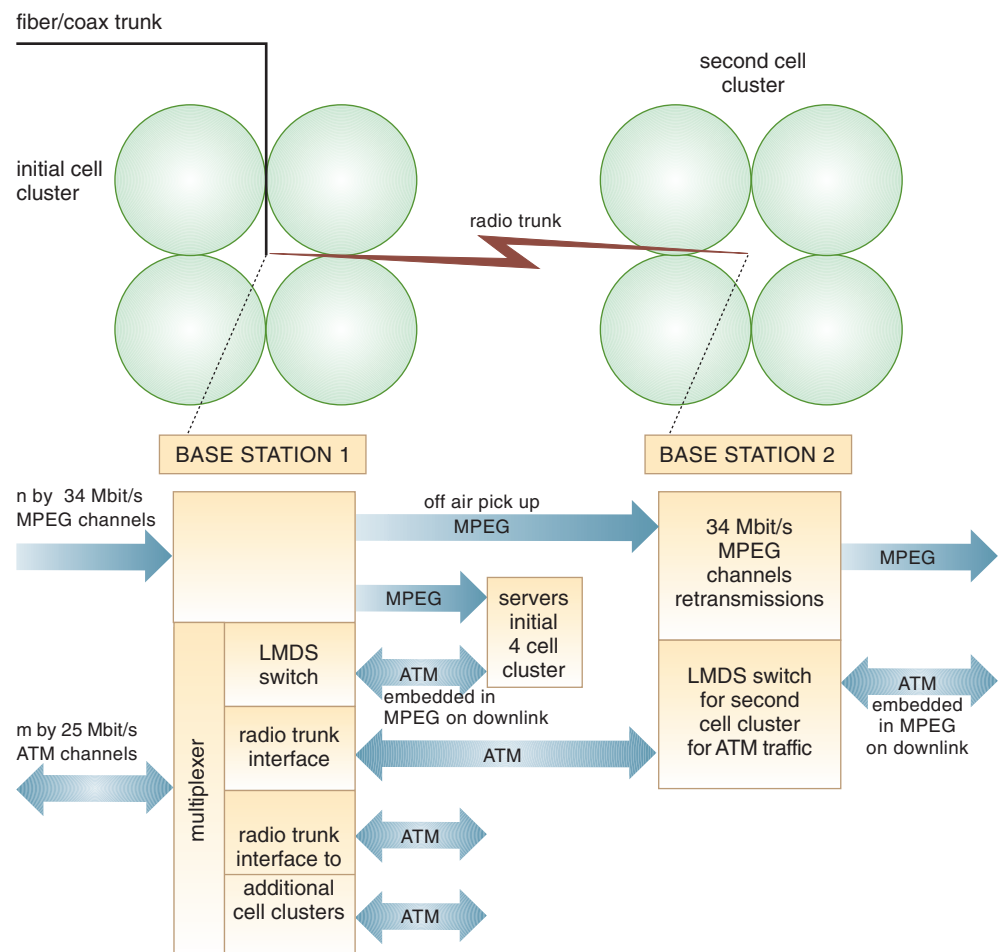 fiber/coax trunk
second cell
cluster
initial cell
cluster
radio trunk
BASE STATION 1
BASE STATION 2
n by 34 Mbit/s
MPEG channels
off air pick up
MPEG
34 Mbit/s
MPEG
channels
retransmissions
MPEG
MPEG
servers
initial
4 cell
cluster
LMDS
switch
ATM
embedded in
MPEG on downlink
LMDS switch
for second
cell cluster
for ATM traffic
ATM
embedded
in MPEG
on downlink
m by 25 Mbit/s
ATM channels
multiplexer
radio trunk
interface
ATM
radio trunk
interface to
additional
cell clusters
ATM
ATM